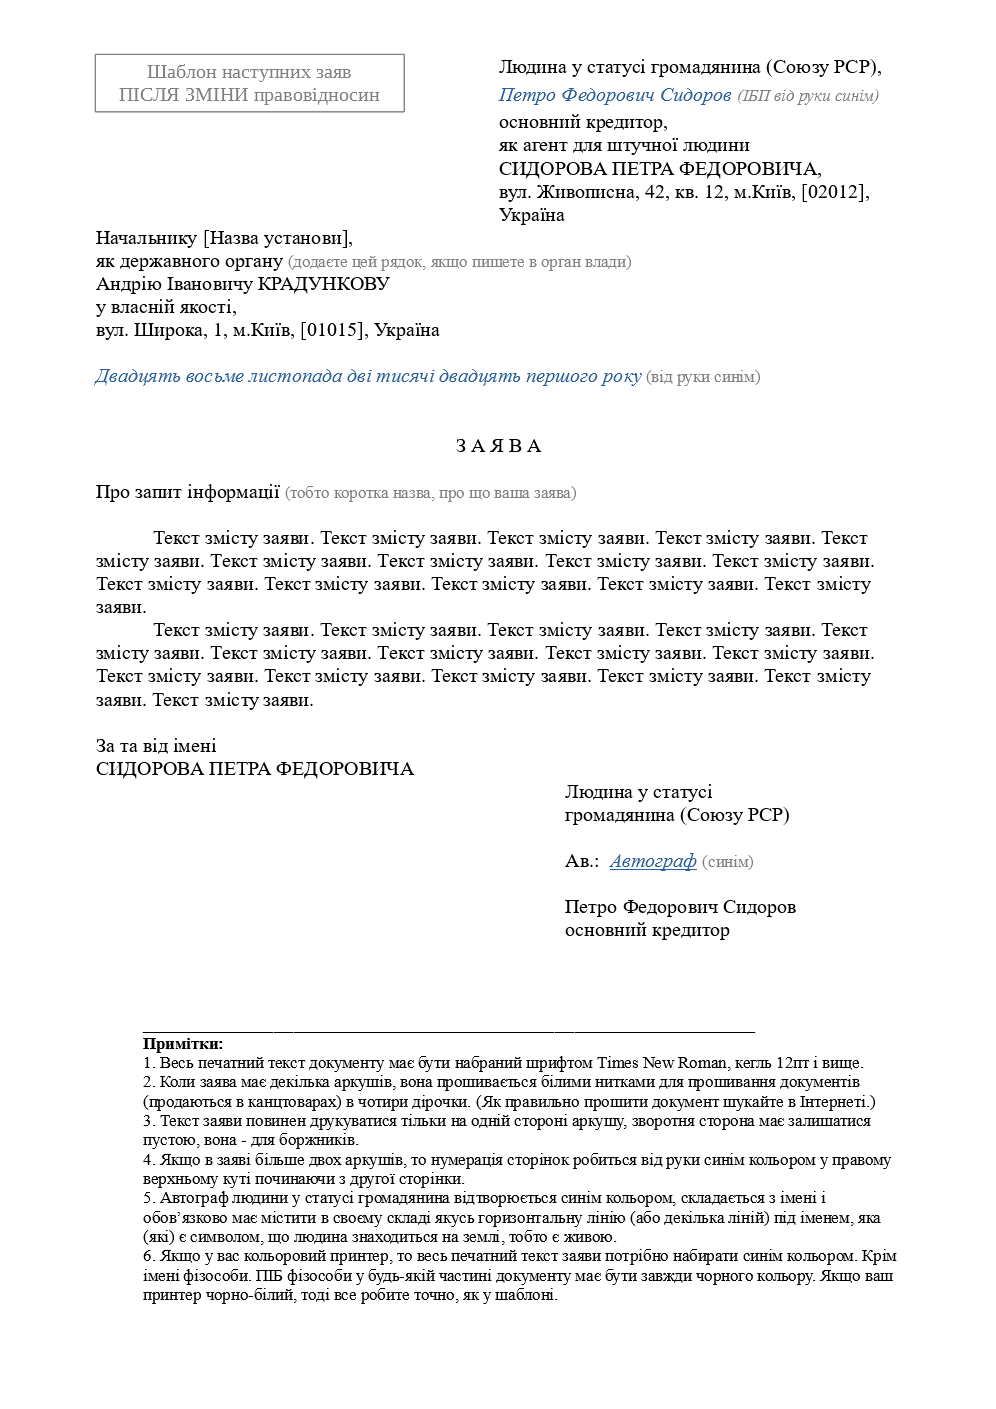 Шаблон наступних заяв
ПІСЛЯ ЗМІНИ правовідносин
Людина у статусі громадянина (Союзу РСР),
Петро Федорович Сидоров (ІБП від руки синім)
основний кредитор,
як агент для штучної людини
СИДОРОВА ПЕТРА ФЕДОРОВИЧА,
вул. Живописна, 42, кв. 12, м.Київ, [02012],
Україна
Начальнику [Назва установи],
як державного органу (додаєте цей рядок, якщо пишете в орган влади)
Андрію Івановичу КРАДУНКОВУ
у власній якості,
вул. Широка, 1, м.Київ, [01015], Україна
Двадцять восьме листопада дві тисячі двадцять першого року (від руки синім)
З А Я В А
Про запит інформації (тобто коротка назва, про що ваша заява)
Текст змісту заяви. Текст змісту заяви. Текст змісту заяви. Текст змісту заяви. Текст
змісту заяви. Текст змісту заяви. Текст змісту заяви. Текст змісту заяви. Текст змісту заяви.
Текст змісту заяви. Текст змісту заяви. Текст змісту заяви. Текст змісту заяви. Текст змісту
заяви.
Текст змісту заяви. Текст змісту заяви. Текст змісту заяви. Текст змісту заяви. Текст
змісту заяви. Текст змісту заяви. Текст змісту заяви. Текст змісту заяви. Текст змісту заяви.
Текст змісту заяви. Текст змісту заяви. Текст змісту заяви. Текст змісту заяви. Текст змісту
заяви. Текст змісту заяви.
За та від імені
СИДОРОВА ПЕТРА ФЕДОРОВИЧА
Людина у статусі
громадянина (Союзу РСР)
Ав.: Автограф (синім)
Петро Федорович Сидоров
основний кредитор
Примітки:
1. Весь печатний текст документу має бути набраний шрифтом Times New Roman, кегль 12пт і вище.
2. Коли заява має декілька аркушів, вона прошивається білими нитками для прошивання документів
(продаються в канцтоварах) в чотири дірочки. (Як правильно прошити документ шукайте в Інтернеті.)
3. Текст заяви повинен друкуватися тільки на одній стороні аркушу, зворотня сторона має залишатися
пустою, вона - для боржників.
4. Якщо в заяві більше двох аркушів, то нумерація сторінок робиться від руки синім кольором у правому
верхньому куті починаючи з другої сторінки.
5. Автограф людини у статусі громадянина відтворюється синім кольором, складається з імені і
обов’язково має містити в своєму складі якусь горизонтальну лінію (або декілька ліній) під іменем, яка
(які) є символом, що людина знаходиться на землі, тобто є живою.
6. Якщо у вас кольоровий принтер, то весь печатний текст заяви потрібно набирати синім кольором. Крім
імені фізособи. ПІБ фізособи у будь-якій частині документу має бути завжди чорного кольору. Якщо ваш
принтер чорно-білий, тоді все робите точно, як у шаблоні.